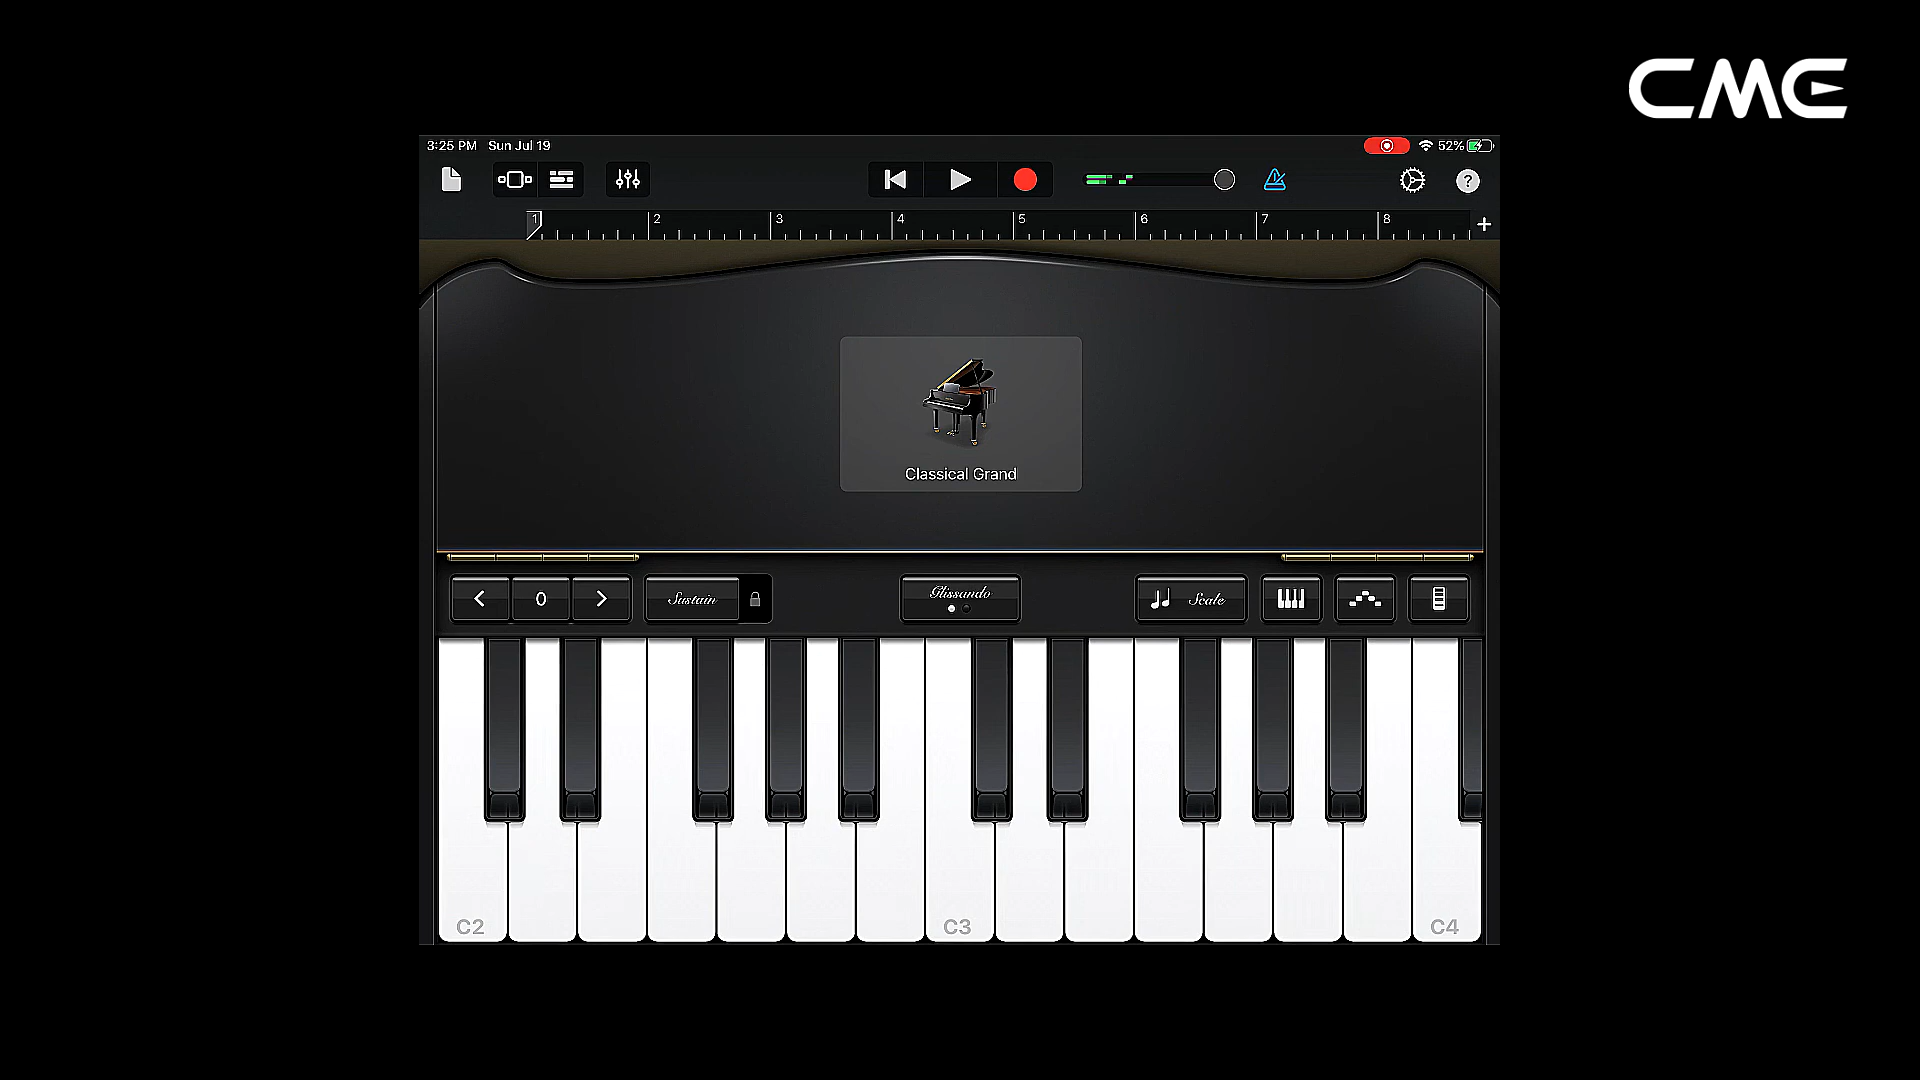 CME
3:25 PM Sun Jul 19
52%
?
1 2 3 4 5 6 7 8 +
Classical Grand
0
Sustain
Glissando
Scale
C2 C3 C4